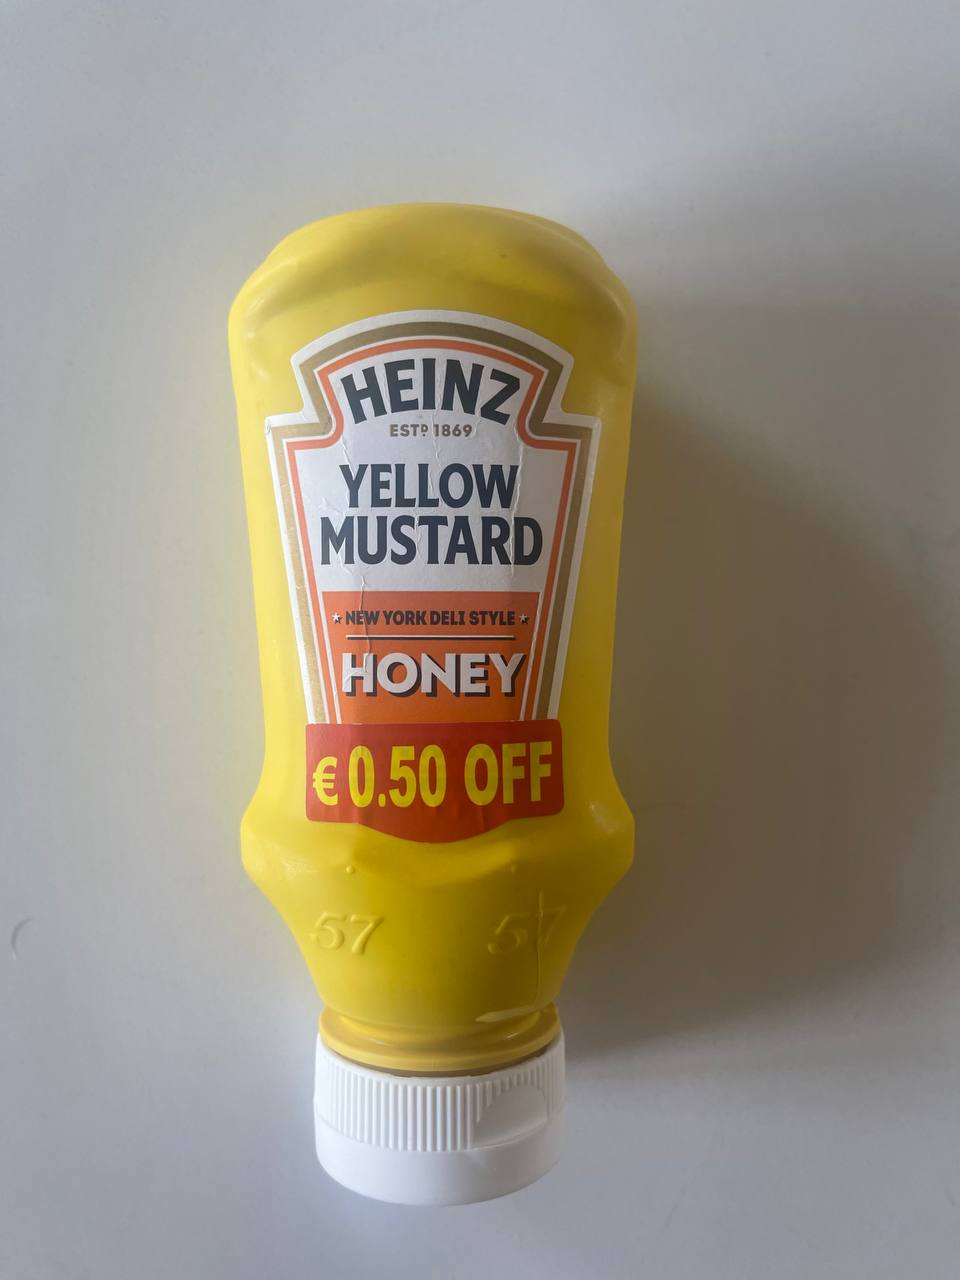 HEINZ
ESTD 1869
YELLOW
MUSTARD
NEW YORK DELI STYLE
HONEY
€0.50 OFF
57 57